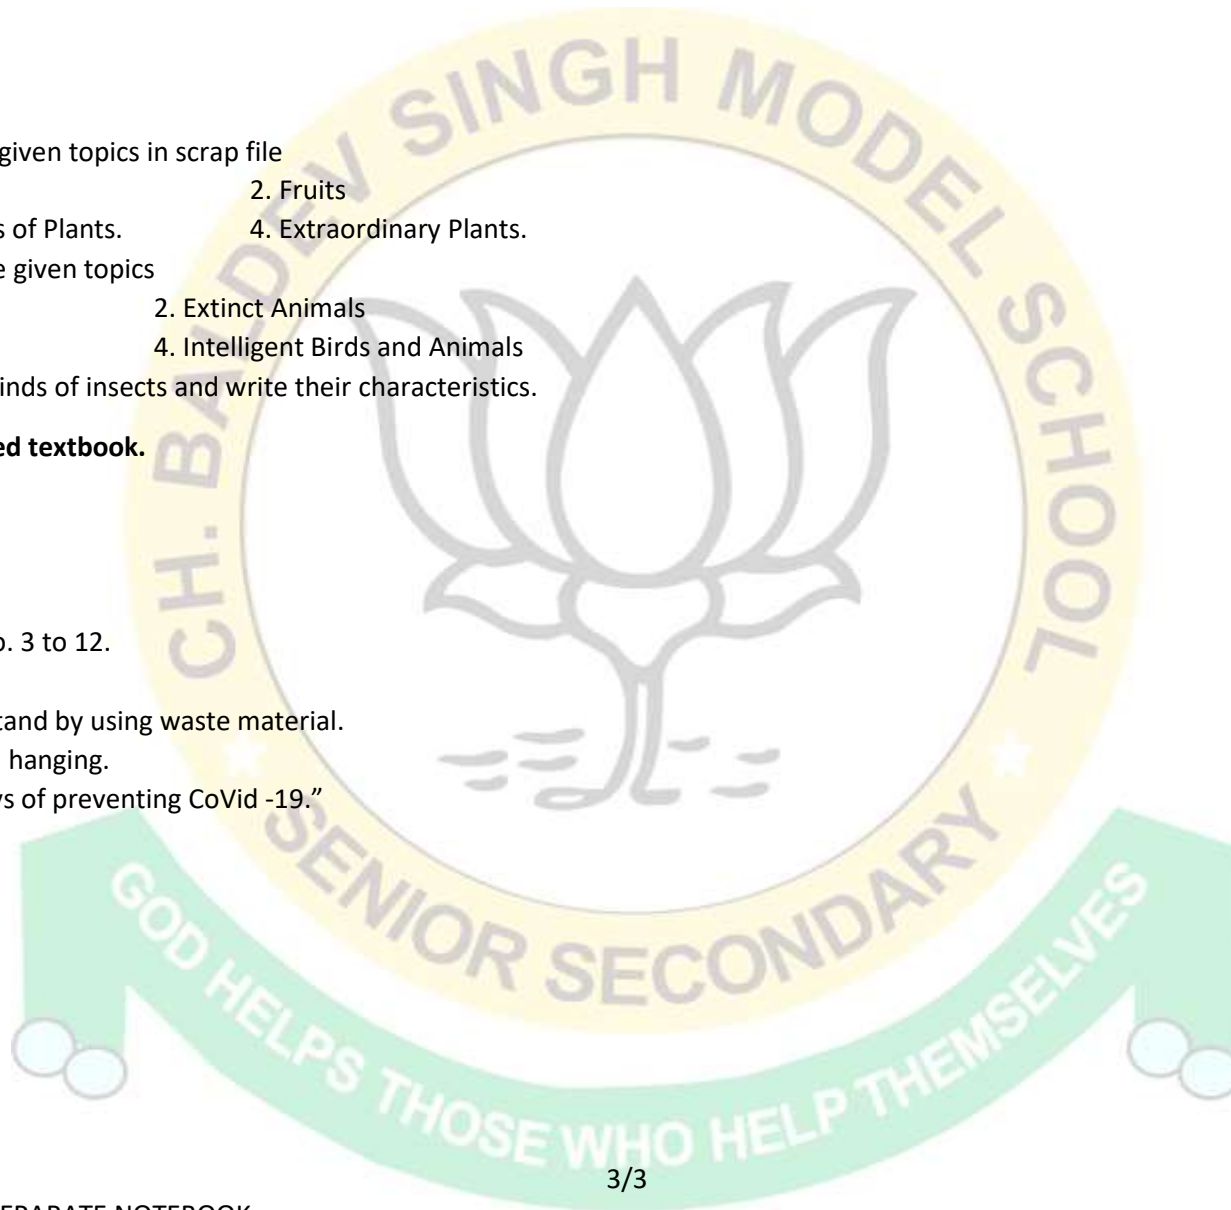 CH. BALDEV SINGH MODEL SCHOOL
given topics in scrap file
2. Fruits
s of Plants. 4. Extraordinary Plants.
e given topics
2. Extinct Animals
4. Intelligent Birds and Animals
inds of insects and write their characteristics.
ed textbook.
o. 3 to 12.
tand by using waste material.
hanging.
ys of preventing CoVid -19.”
SENIOR SECONDARY
GOD HELPS THOSE WHO HELP THEMSELVES
3/3
EPARATE NOTEBOOK